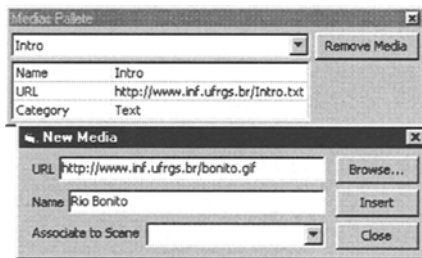 Medias Pallete
Intro Remove Media
Name Intro
URL http://www.inf.ufrgs.br/Intro.txt
Category Text
New Media
URL http://www.inf.ufrgs.br/bonito.gif Browse...
Name Rio Bonito Insert
Associate to Scene Close